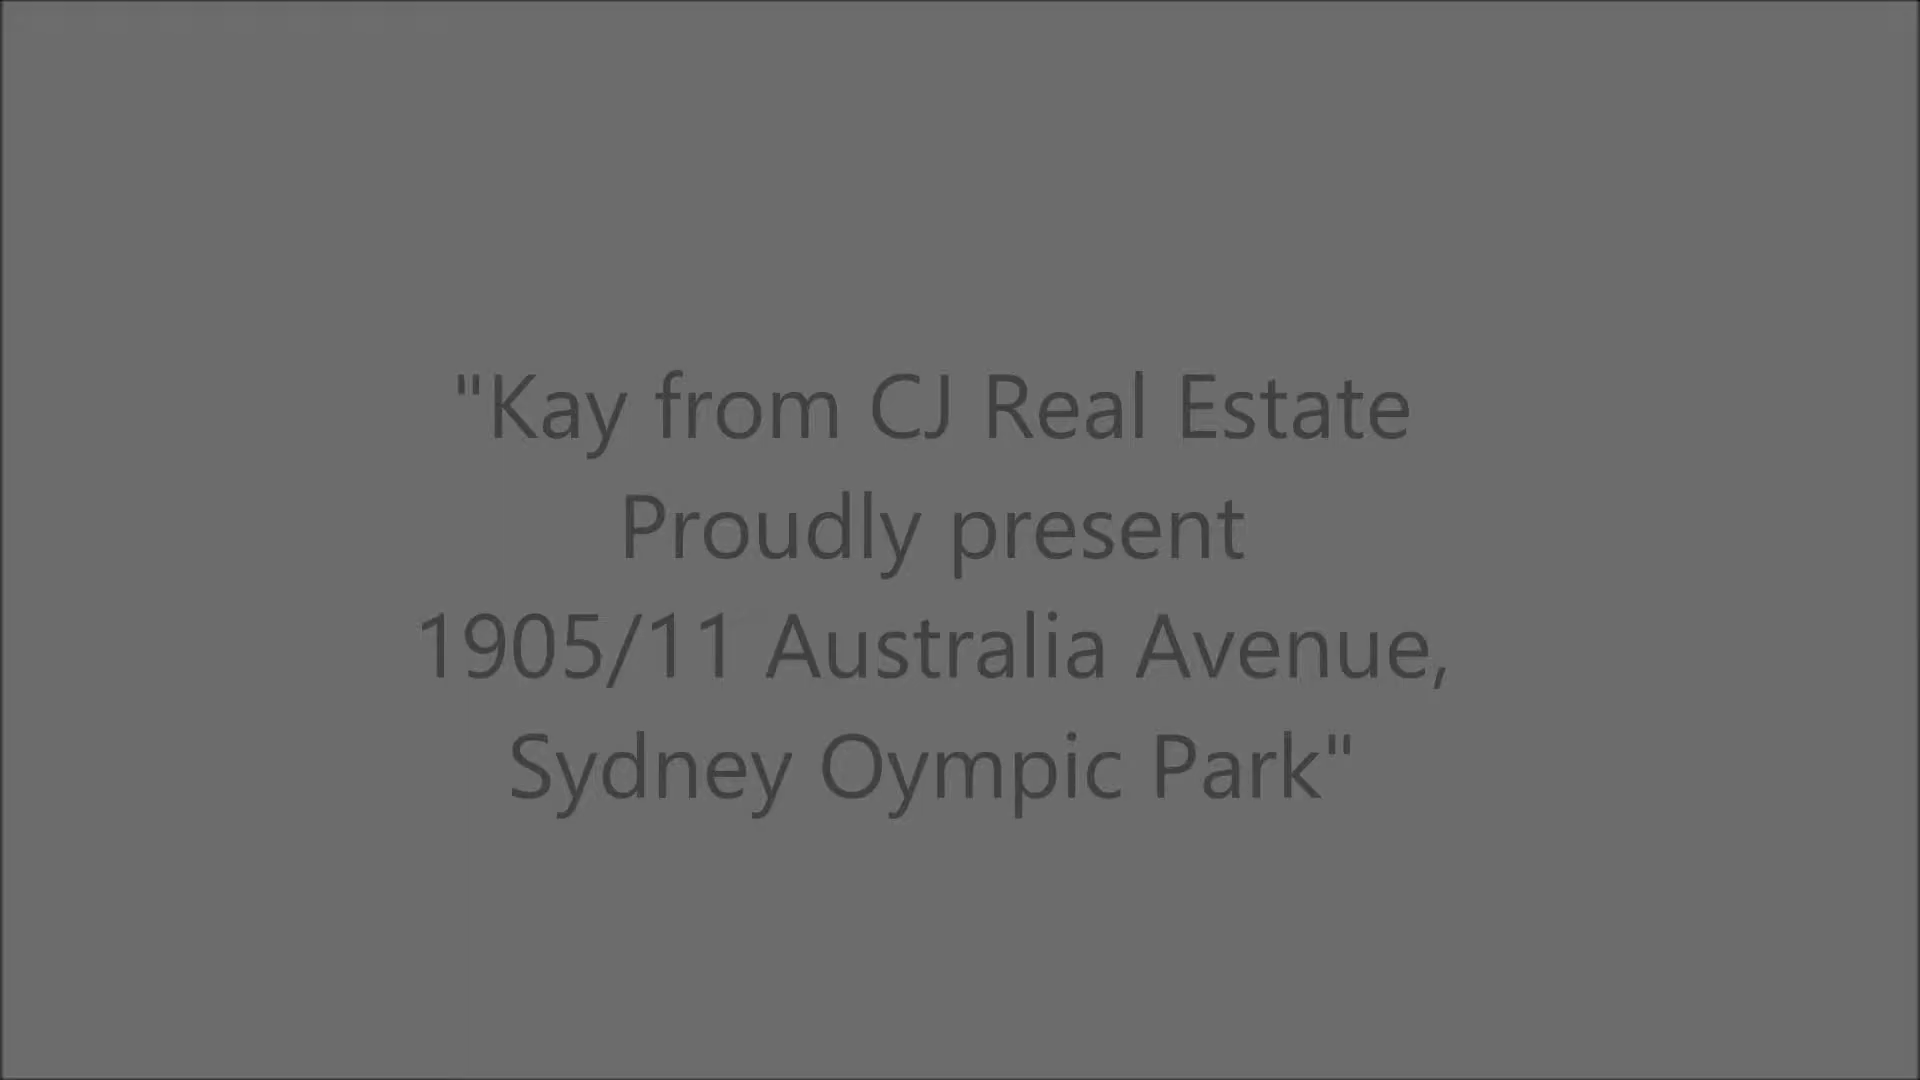 "Kay from CJ Real Estate
Proudly present
1905/11 Australia Avenue,
Sydney Oympic Park"